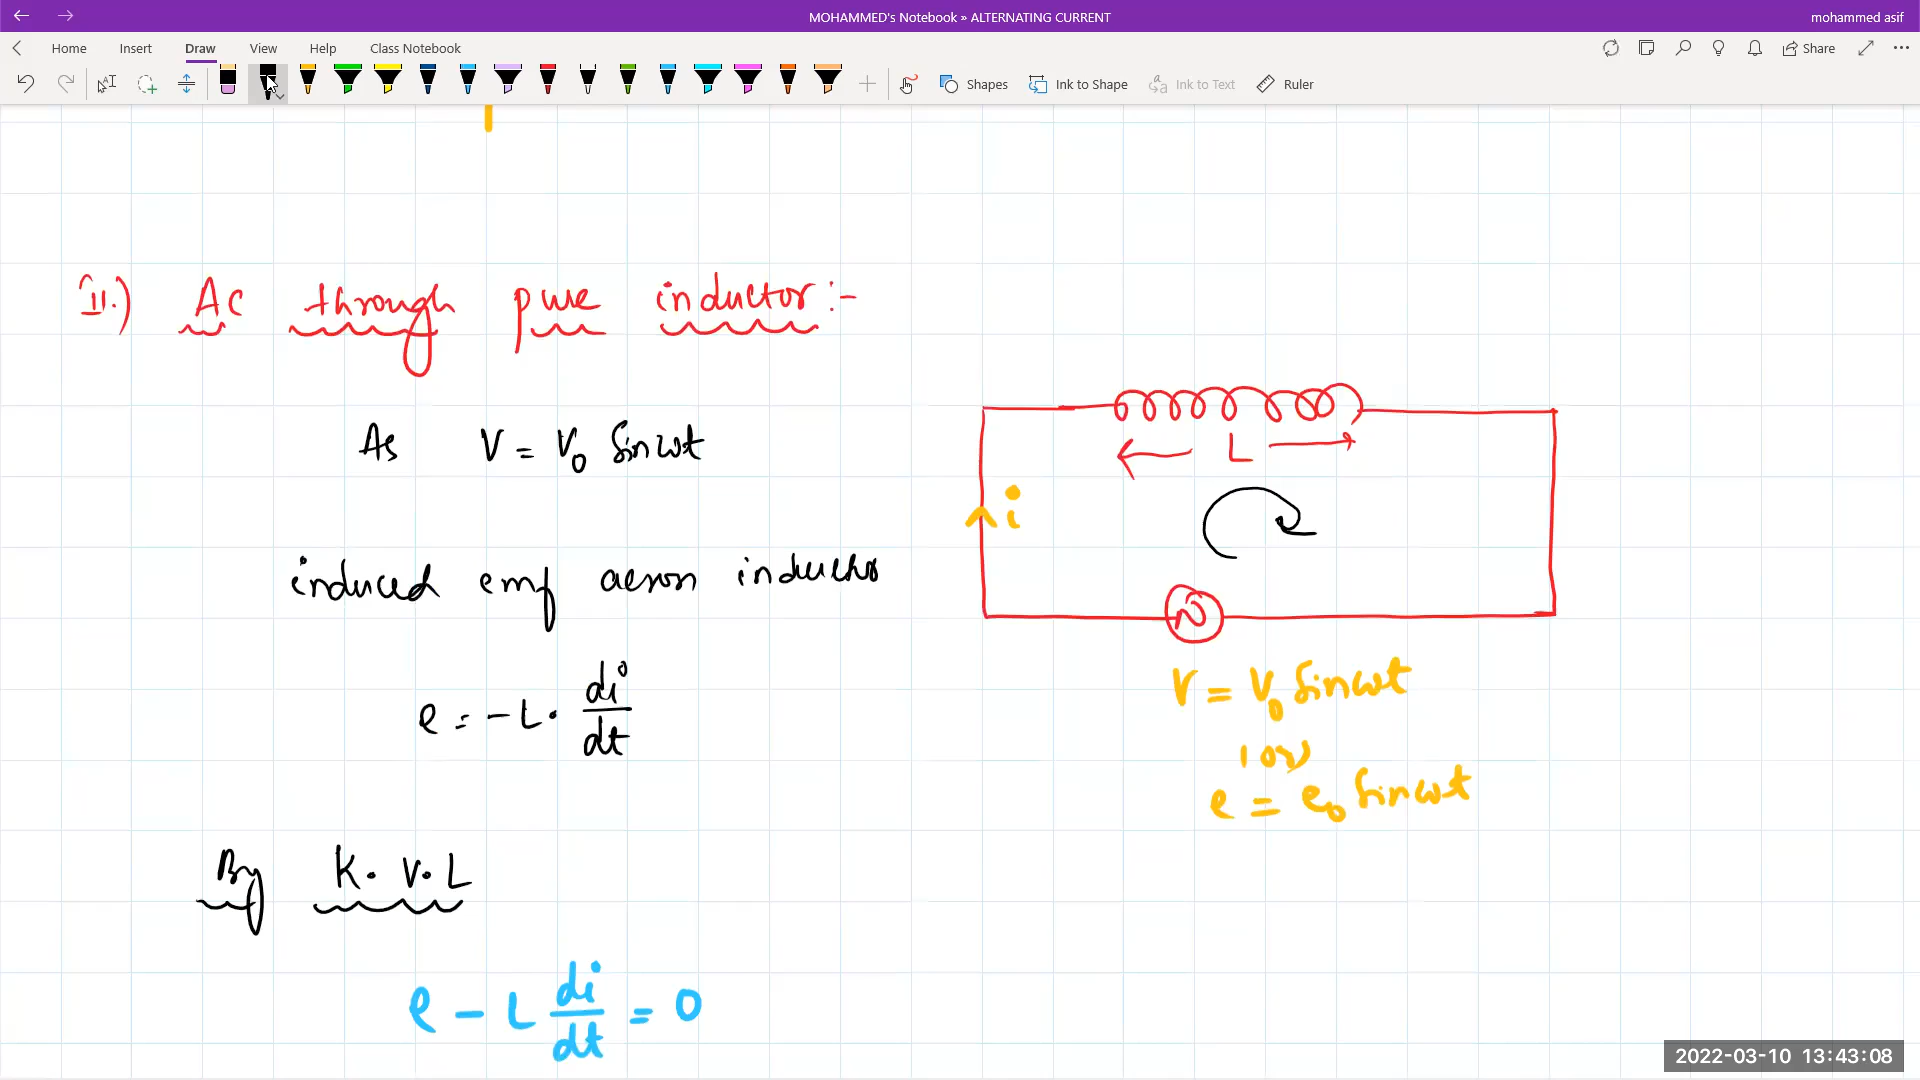 MOHAMMED's Notebook » ALTERNATING CURRENT
mohammed asif
Home Insert Draw View Help Class Notebook
Share
Shapes Ink to Shape Ink to Text Ruler
II.) AC through pure inductor:-
As V = V₀ Sinωt
L
i
induced emf across inductor
e = -L. di/dt
V = V₀ Sinωt
(or)
e = e₀ Sinωt
By K.V.L
e - L di/dt = 0
2022-03-10 13:43:08